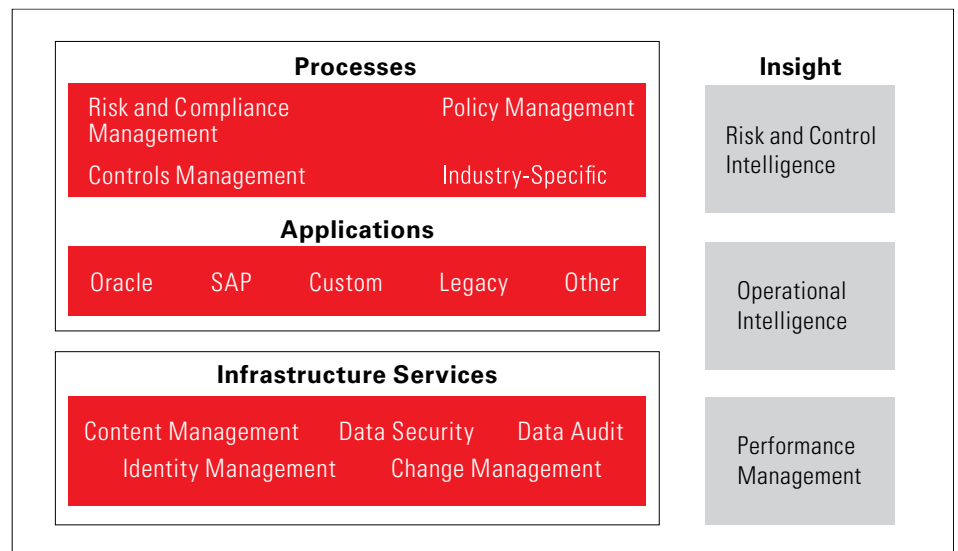 Processes
Risk and Compliance
Management
Policy Management
Controls Management
Industry-Specific
Applications
Oracle SAP Custom Legacy Other
Infrastructure Services
Content Management Data Security Data Audit
Identity Management Change Management
Insight
Risk and Control
Intelligence
Operational
Intelligence
Performance
Management